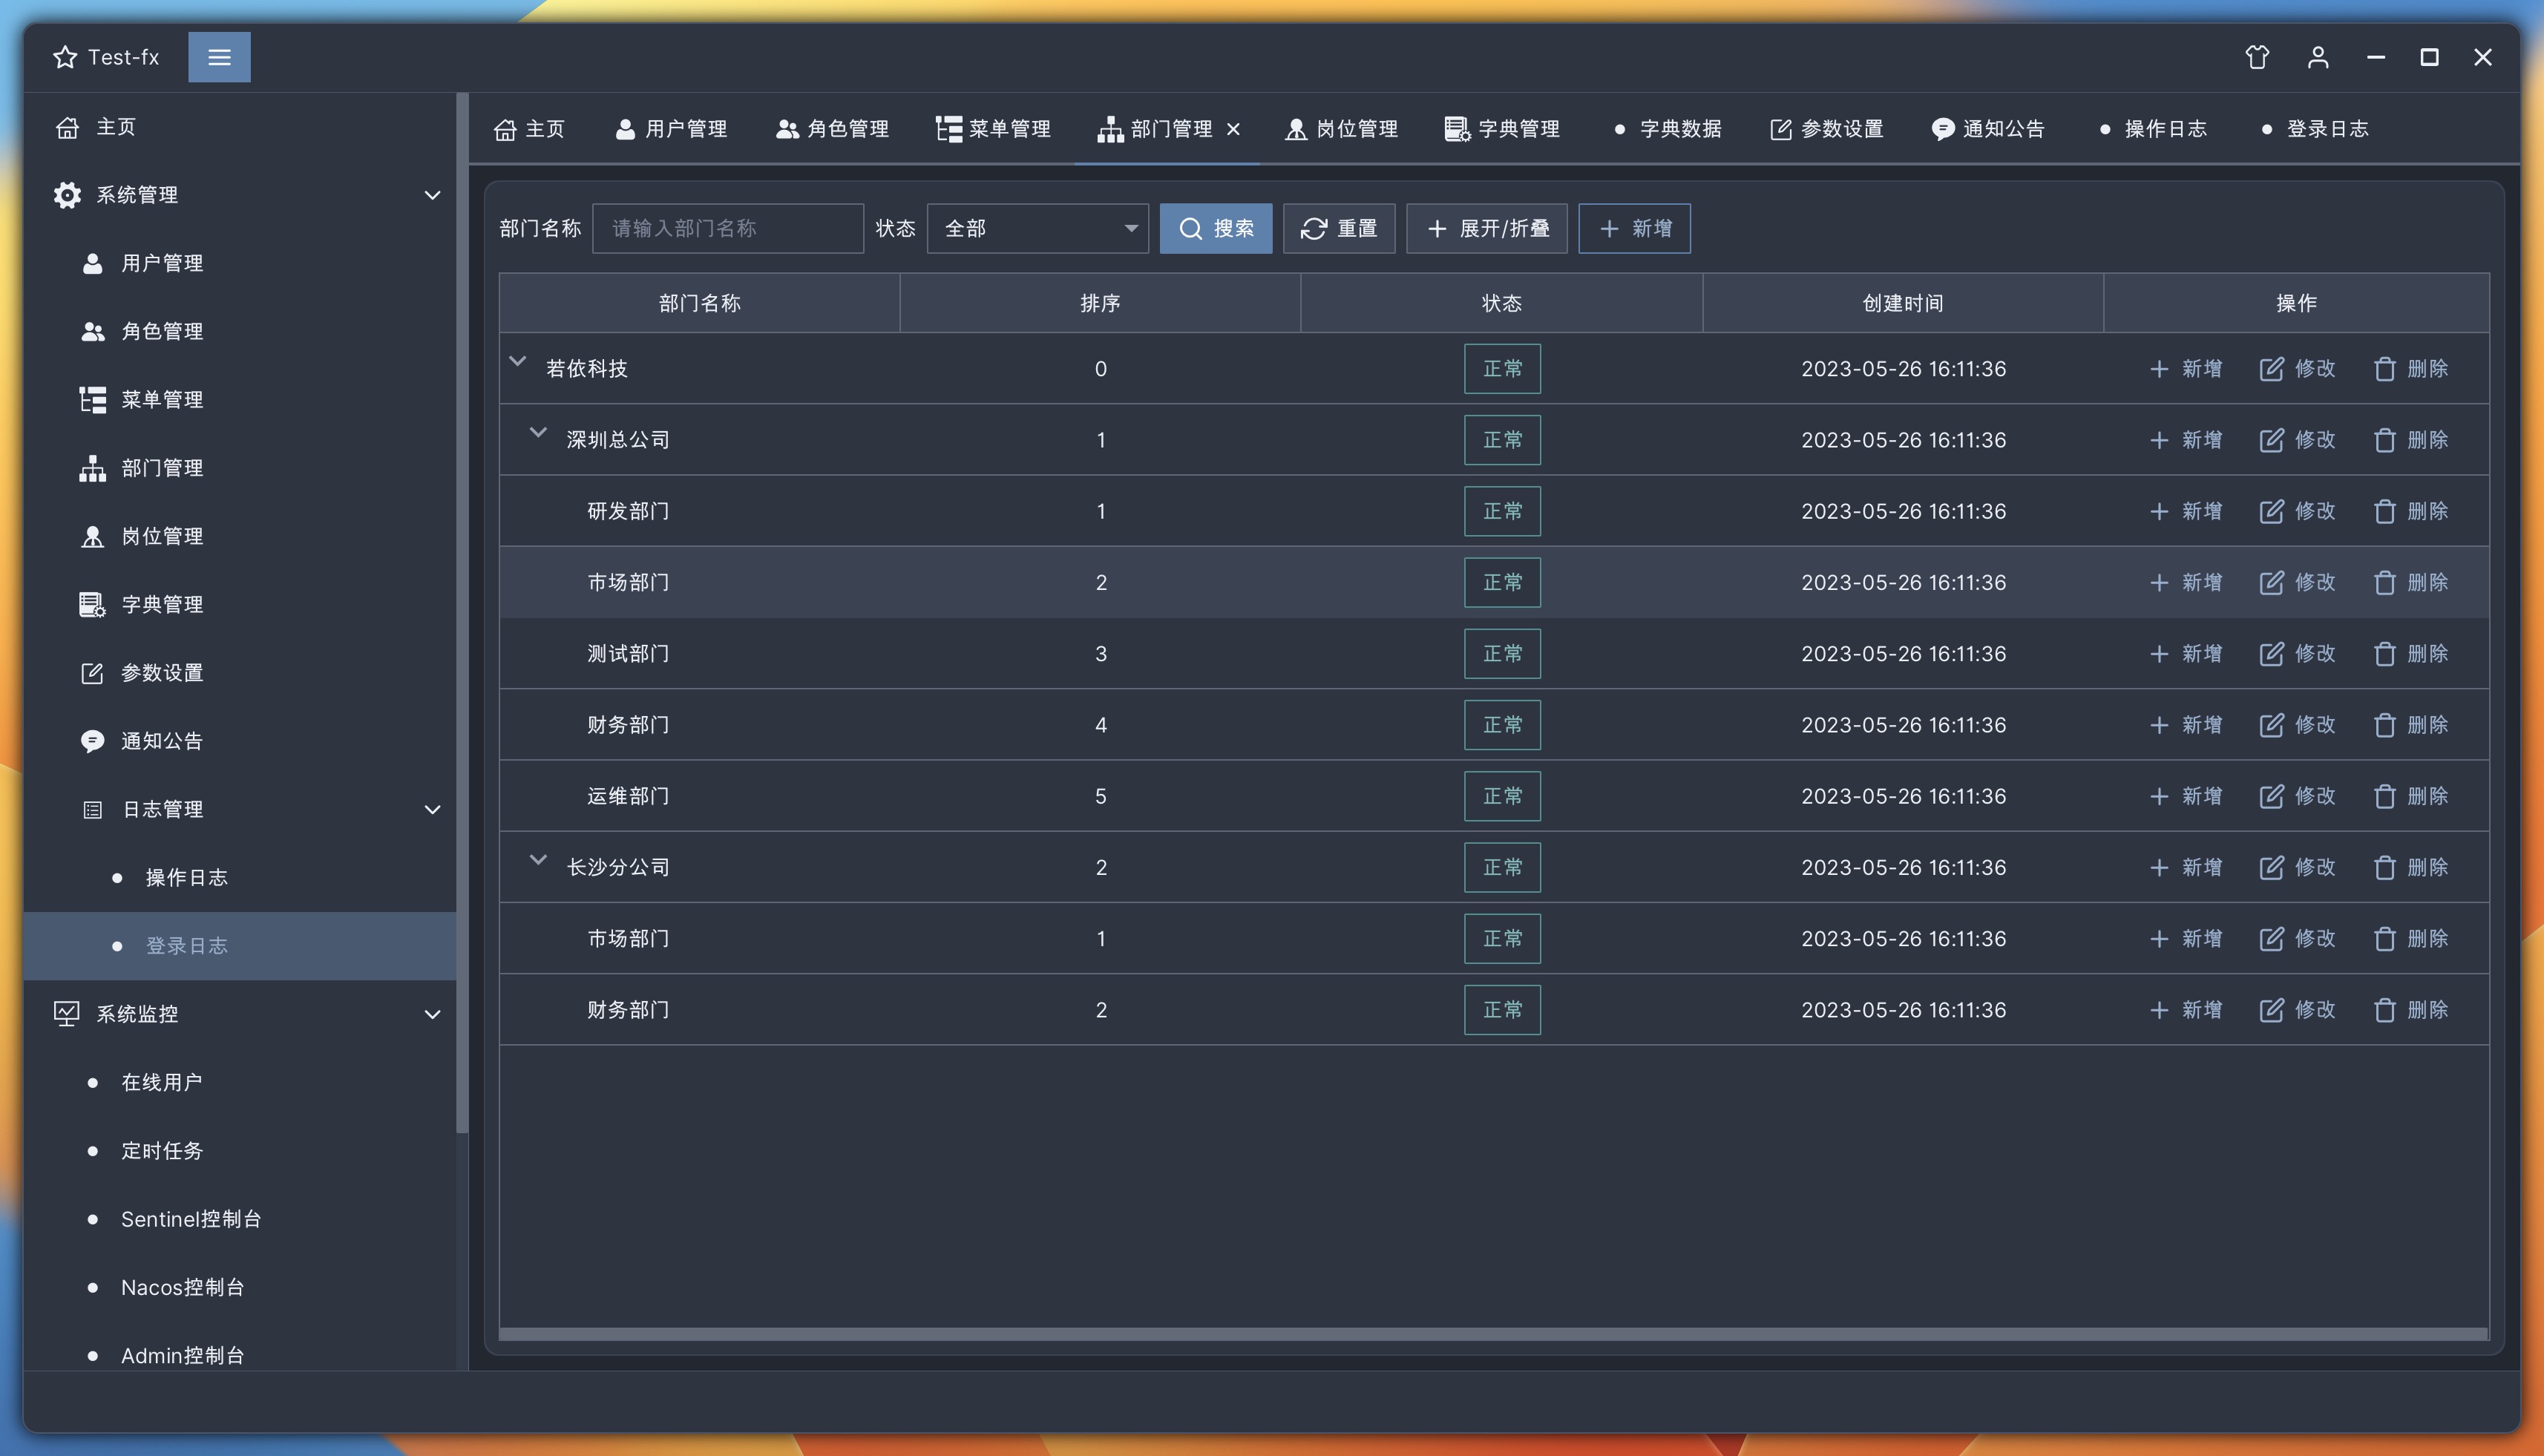 Test-fx
主页
系统管理
用户管理
角色管理
菜单管理
部门管理
岗位管理
字典管理
参数设置
通知公告
日志管理
操作日志
登录日志
系统监控
在线用户
定时任务
Sentinel控制台
Nacos控制台
Admin控制台
主页 用户管理 角色管理 菜单管理 部门管理 岗位管理 字典管理 字典数据 参数设置 通知公告 操作日志 登录日志
部门名称 请输入部门名称 状态 全部 搜索 重置 展开/折叠 新增
部门名称 排序 状态 创建时间 操作
若依科技 0 正常 2023-05-26 16:11:36 新增 修改 删除
深圳总公司 1 正常 2023-05-26 16:11:36 新增 修改 删除
研发部门 1 正常 2023-05-26 16:11:36 新增 修改 删除
市场部门 2 正常 2023-05-26 16:11:36 新增 修改 删除
测试部门 3 正常 2023-05-26 16:11:36 新增 修改 删除
财务部门 4 正常 2023-05-26 16:11:36 新增 修改 删除
运维部门 5 正常 2023-05-26 16:11:36 新增 修改 删除
长沙分公司 2 正常 2023-05-26 16:11:36 新增 修改 删除
市场部门 1 正常 2023-05-26 16:11:36 新增 修改 删除
财务部门 2 正常 2023-05-26 16:11:36 新增 修改 删除